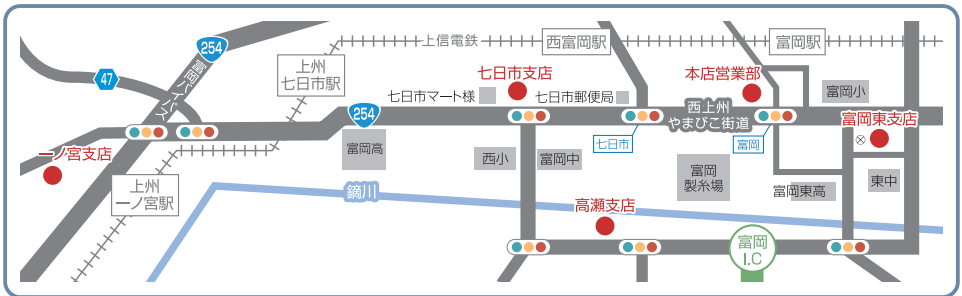 254
上信電鉄
西富岡駅
富岡駅
47
富岡バイパス
上州
七日市駅
七日市支店
本店営業部
七日市マート様
七日市郵便局
富岡小
254
西上州
やまびこ街道
富岡東支店
七日市
富岡
一ノ宮支店
富岡高
西小
富岡中
富岡
製糸場
東中
上州
一ノ宮駅
鏑川
富岡東高
高瀬支店
富岡
I.C